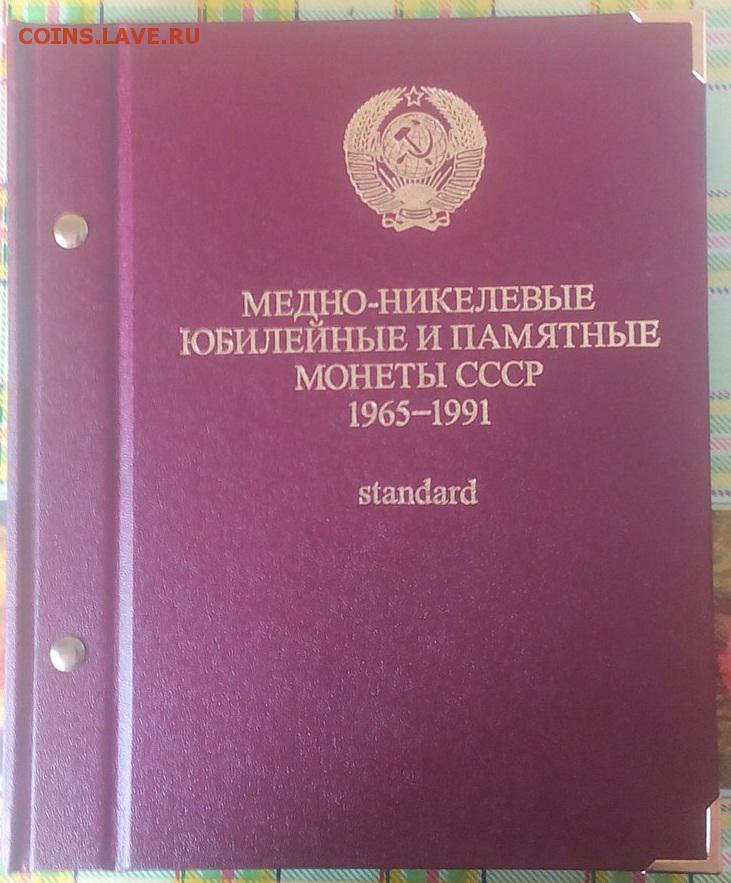 COINS.LAVE.RU
МЕДНО-НИКЕЛЕВЫЕ
ЮБИЛЕЙНЫЕ И ПАМЯТНЫЕ
МОНЕТЫ СССР
1965–1991
standard